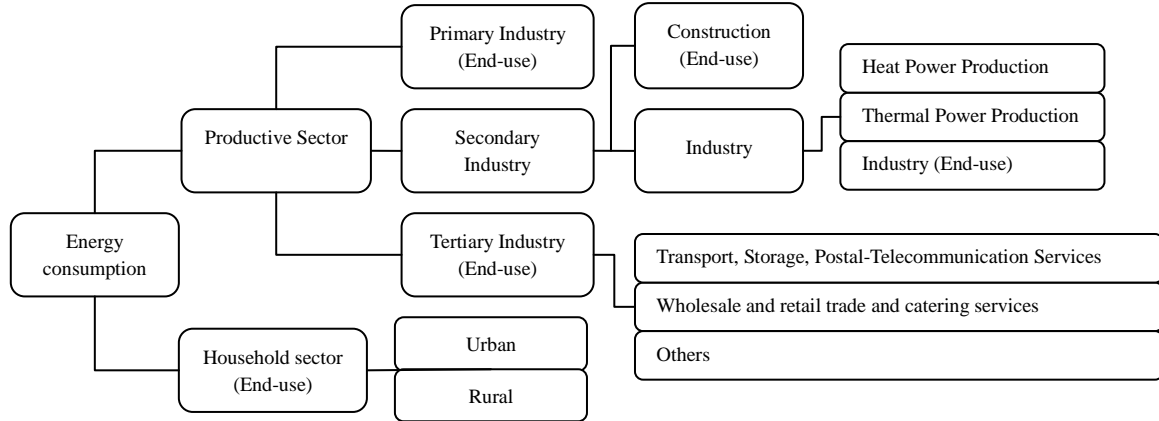 Energy
consumption
Productive Sector
Primary Industry
(End-use)
Secondary
Industry
Construction
(End-use)
Industry
Heat Power Production
Thermal Power Production
Industry (End-use)
Tertiary Industry
(End-use)
Transport, Storage, Postal-Telecommunication Services
Wholesale and retail trade and catering services
Others
Household sector
(End-use)
Urban
Rural